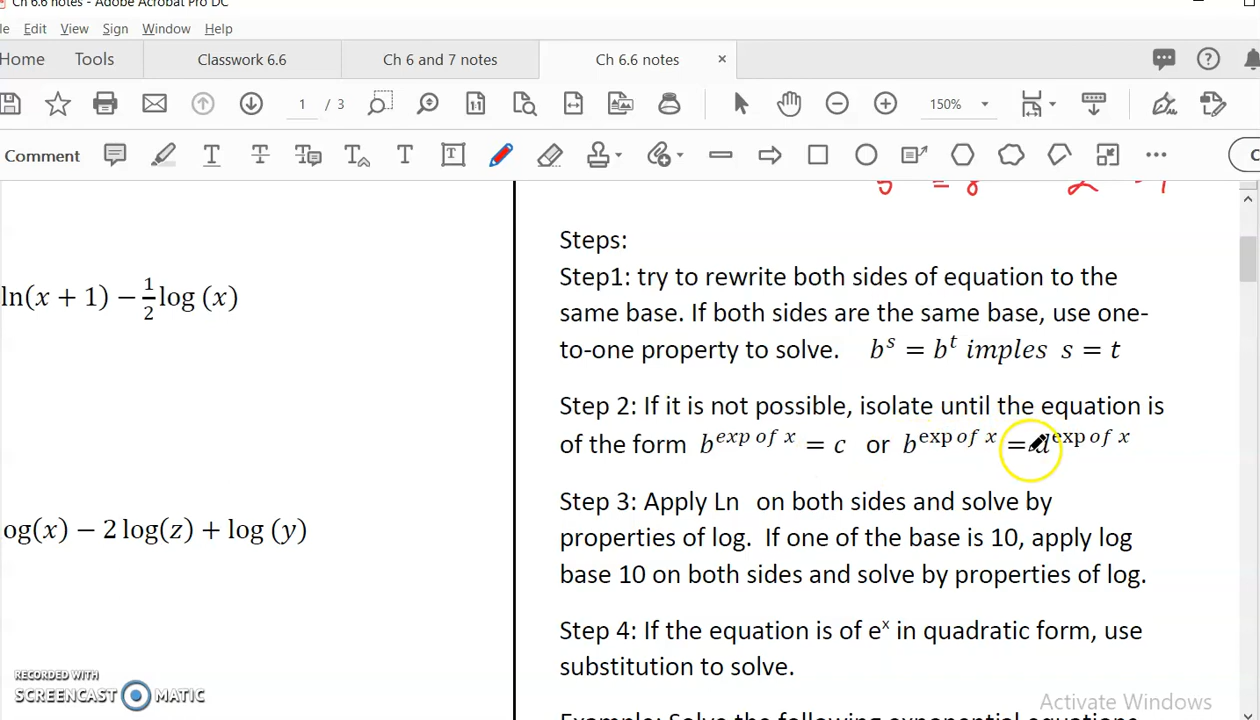 Ch 6.6 notes - Adobe Acrobat Pro DC
le Edit View Sign Window Help
Home Tools Classwork 6.6 Ch 6 and 7 notes Ch 6.6 notes ×
1 / 3 150%
Comment
Steps:
Step1: try to rewrite both sides of equation to the
same base. If both sides are the same base, use one-
to-one property to solve. b^s = b^t imples s = t
Step 2: If it is not possible, isolate until the equation is
of the form b^{exp of x} = c or b^{exp of x} = ^{exp of x}
Step 3: Apply Ln on both sides and solve by
properties of log. If one of the base is 10, apply log
base 10 on both sides and solve by properties of log.
Step 4: If the equation is of e^x in quadratic form, use
substitution to solve.
Example: Solve the following exponential equations
ln(x + 1) − 1/2 log (x)
og(x) − 2 log(z) + log (y)
RECORDED WITH
SCREENCAST MATIC
Activate Windows